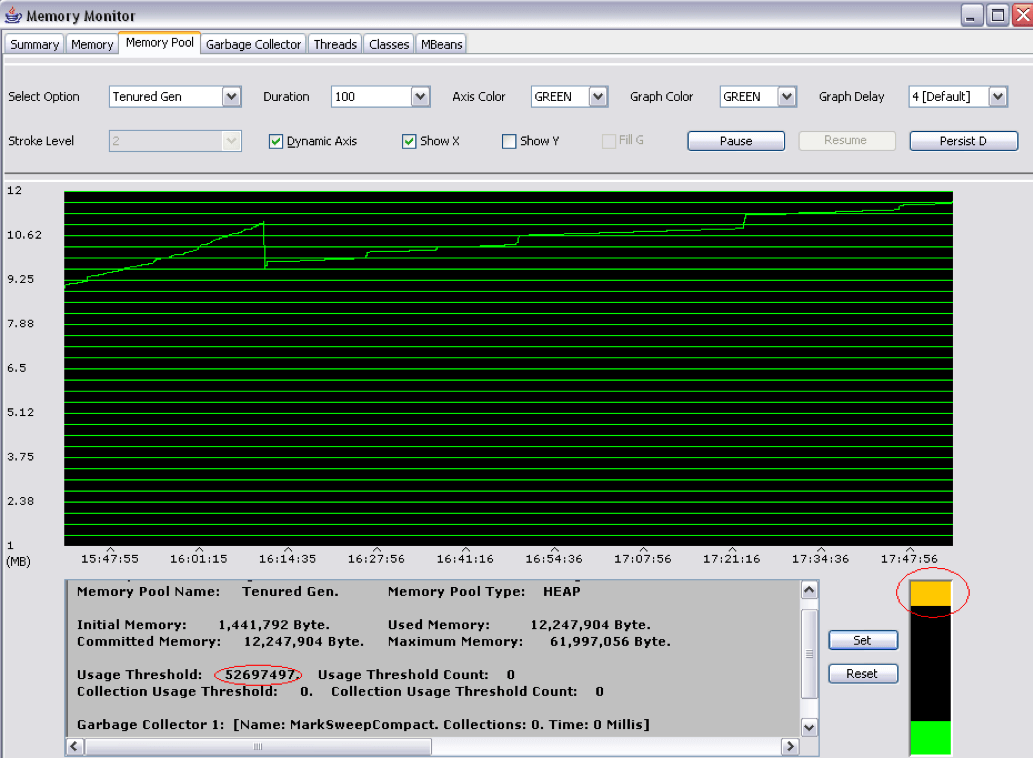 Memory Monitor
Summary Memory Memory Pool Garbage Collector Threads Classes MBeans
Select Option Tenured Gen Duration 100 Axis Color GREEN Graph Color GREEN Graph Delay 4 [Default]
Stroke Level 2 Dynamic Axis Show X Show Y Fill G Pause Resume Persist D
12
10.62
9.25
7.88
6.5
5.12
3.75
2.38
1
(MB) 15:47:55 16:01:15 16:14:35 16:27:56 16:41:16 16:54:36 17:07:56 17:21:16 17:34:36 17:47:56
Memory Pool Name: Tenured Gen. Memory Pool Type: HEAP
Initial Memory: 1,441,792 Byte. Used Memory: 12,247,904 Byte.
Committed Memory: 12,247,904 Byte. Maximum Memory: 61,997,056 Byte.
Set
Usage Threshold: 52697497. Usage Threshold Count: 0
Reset
Collection Usage Threshold: 0. Collection Usage Threshold Count: 0
Garbage Collector 1: [Name: MarkSweepCompact. Collections: 0. Time: 0 Millis]